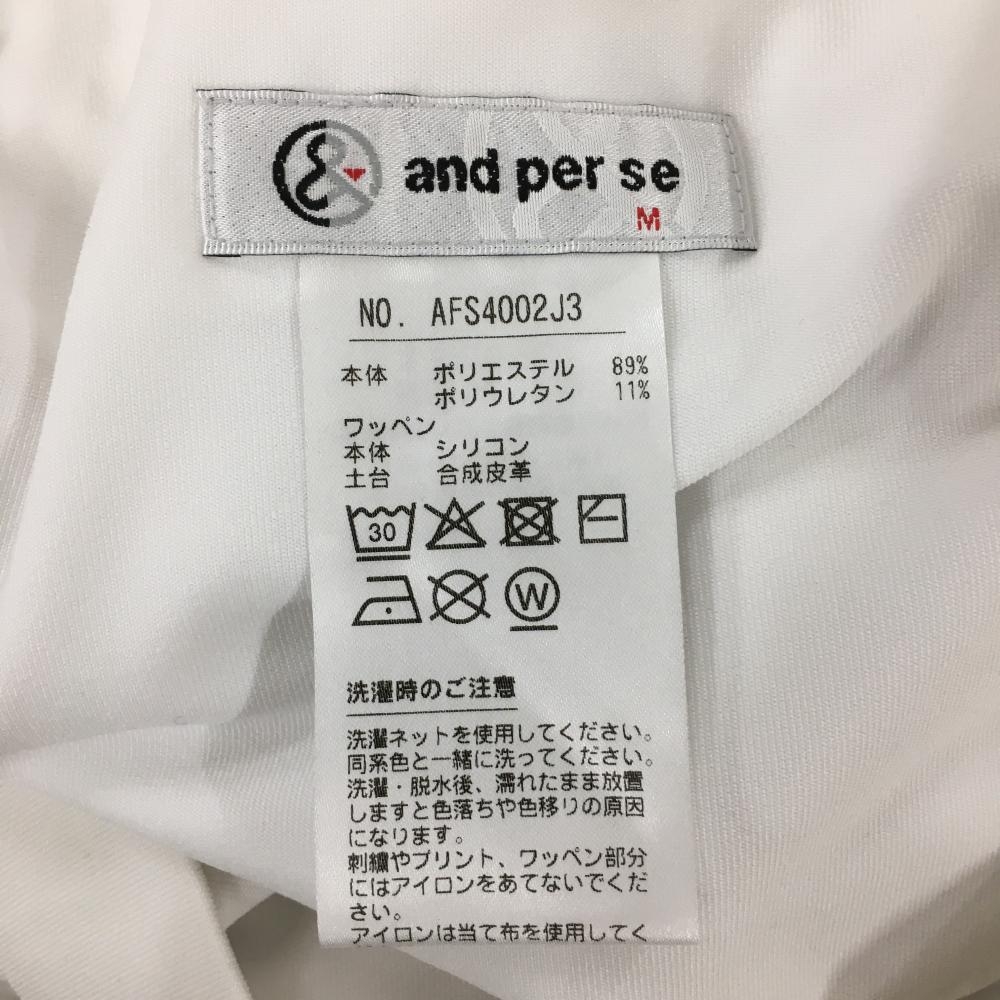 & and per se
M
NO. AFS4002J3
本体 ポリエステル 89%
ポリウレタン 11%
ワッペン
本体 シリコン
土台 合成皮革
30
W
洗濯時のご注意
洗濯ネットを使用してください。
同系色と一緒に洗ってください。
洗濯・脱水後、濡れたまま放置
しますと色落ちや色移りの原因
になります。
刺繍やプリント、ワッペン部分
にはアイロンをあてないでくだ
さい。
アイロンは当て布を使用してく